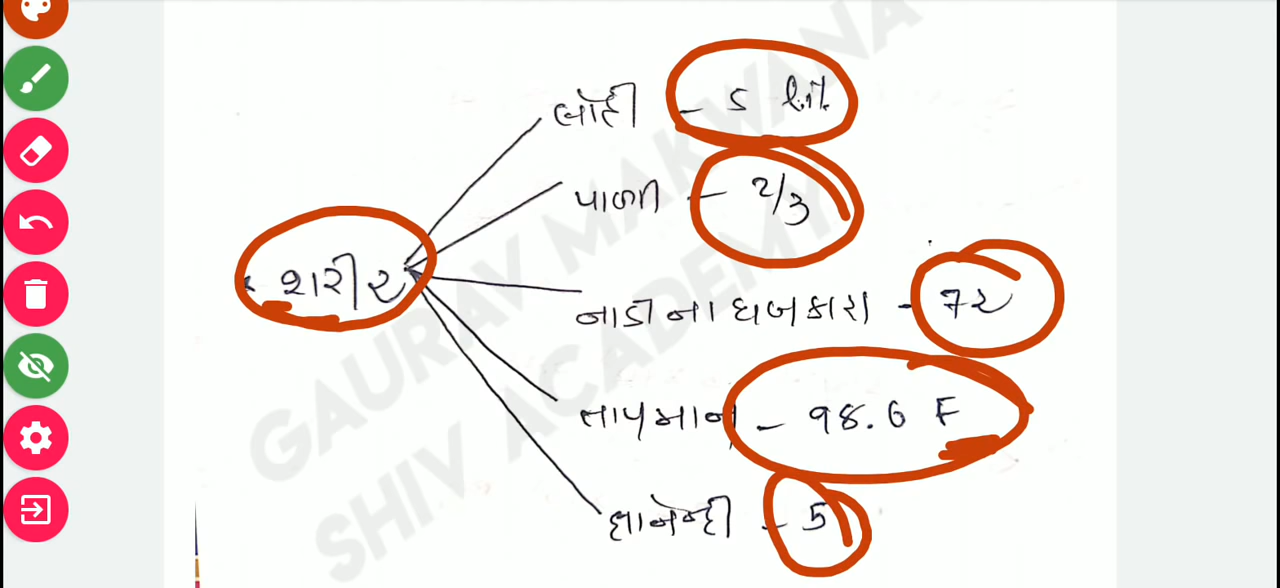 લોહી - 5 લી.
પાણી - 2/3
શરીર
નાડીના ધબકારા - 72
તાપમાન - 98.6 F
જ્ઞાનેન્દ્રી - 5
GAURAV MAKWANA
SHIV ACADEMY